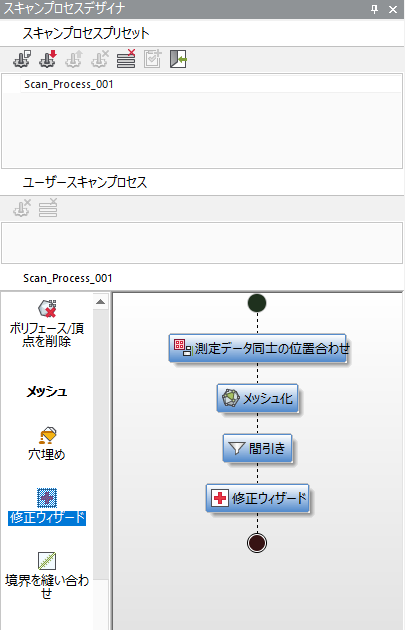 スキャンプロセスデザイナ
スキャンプロセスプリセット
Scan_Process_001
ユーザースキャンプロセス
Scan_Process_001
ポリフェース/頂
点を削除
メッシュ
穴埋め
修正ウィザード
境界を縫い合わ
せ
測定データ同士の位置合わせ
メッシュ化
間引き
修正ウィザード